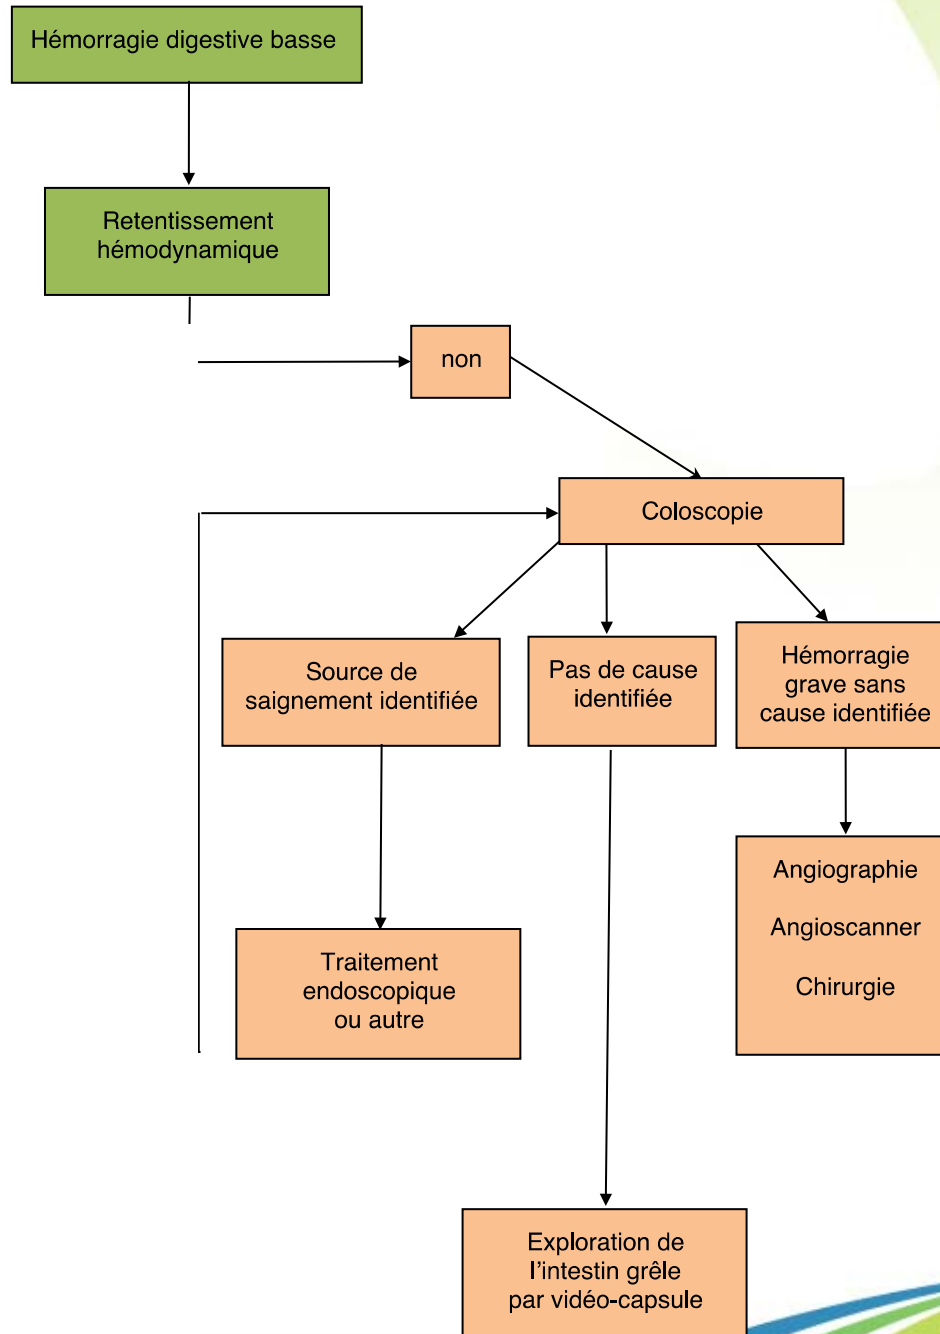 Hémorragie digestive basse
Retentissement
hémodynamique
non
Coloscopie
Source de
saignement identifiée
Pas de cause
identifiée
Hémorragie
grave sans
cause identifiée
Angiographie
Angioscanner
Chirurgie
Traitement
endoscopique
ou autre
Exploration de
l'intestin grêle
par vidéo-capsule